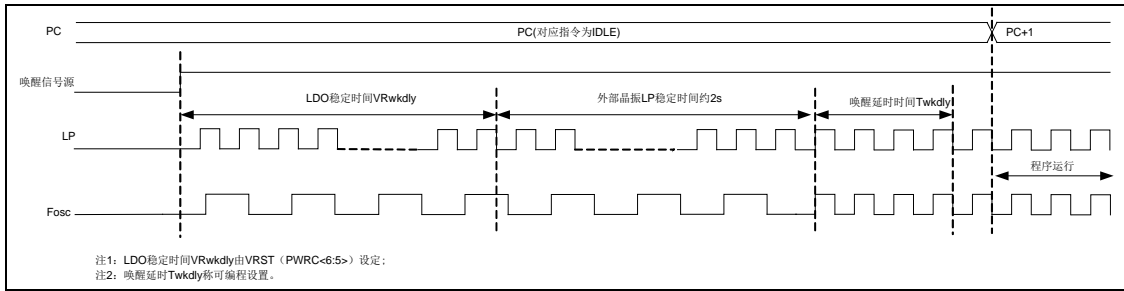 PC
PC(对应指令为IDLE)
PC+1
唤醒信号源
LDO稳定时间VRwkdly
外部晶振LP稳定时间约2s
唤醒延时时间Twkdly
LP
程序运行
Fosc
注1：LDO稳定时间VRwkdly由VRST（PWRC<6:5>）设定；
注2：唤醒延时Twkdly称可编程设置。